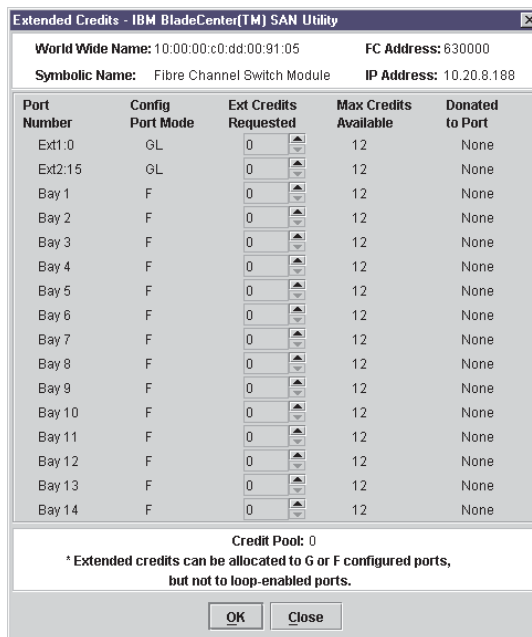 Extended Credits - IBM BladeCenter(TM) SAN Utility
World Wide Name: 10:00:00:c0:dd:00:91:05 FC Address: 630000
Symbolic Name: Fibre Channel Switch Module IP Address: 10.20.8.188
Port Number Config Port Mode Ext Credits Requested Max Credits Available Donated to Port
Ext1:0 GL 0 12 None
Ext2:15 GL 0 12 None
Bay 1 F 0 12 None
Bay 2 F 0 12 None
Bay 3 F 0 12 None
Bay 4 F 0 12 None
Bay 5 F 0 12 None
Bay 6 F 0 12 None
Bay 7 F 0 12 None
Bay 8 F 0 12 None
Bay 9 F 0 12 None
Bay 10 F 0 12 None
Bay 11 F 0 12 None
Bay 12 F 0 12 None
Bay 13 F 0 12 None
Bay 14 F 0 12 None
Credit Pool: 0
* Extended credits can be allocated to G or F configured ports,
but not to loop-enabled ports.
OK Close